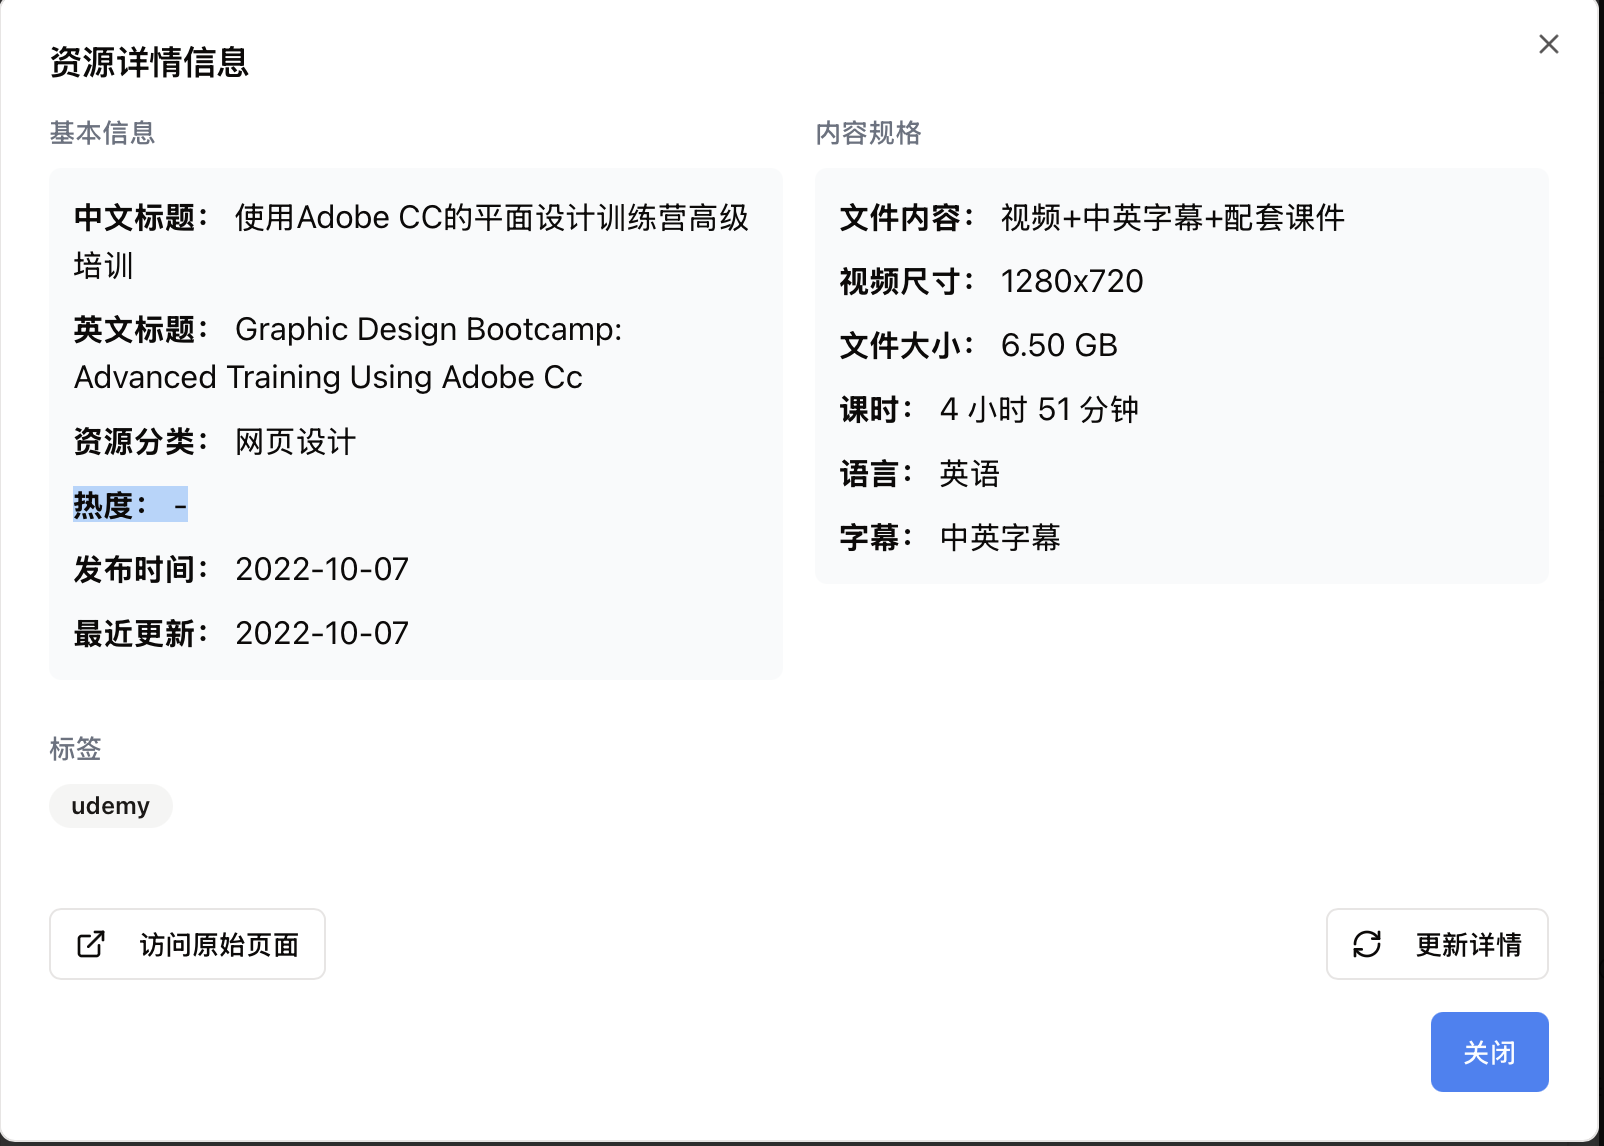 资源详情信息
基本信息
中文标题： 使用Adobe CC的平面设计训练营高级
培训
英文标题： Graphic Design Bootcamp:
Advanced Training Using Adobe Cc
资源分类： 网页设计
热度： -
发布时间： 2022-10-07
最近更新： 2022-10-07
内容规格
文件内容： 视频+中英字幕+配套课件
视频尺寸： 1280x720
文件大小： 6.50 GB
课时： 4 小时 51 分钟
语言： 英语
字幕： 中英字幕
标签
udemy
访问原始页面
更新详情
关闭